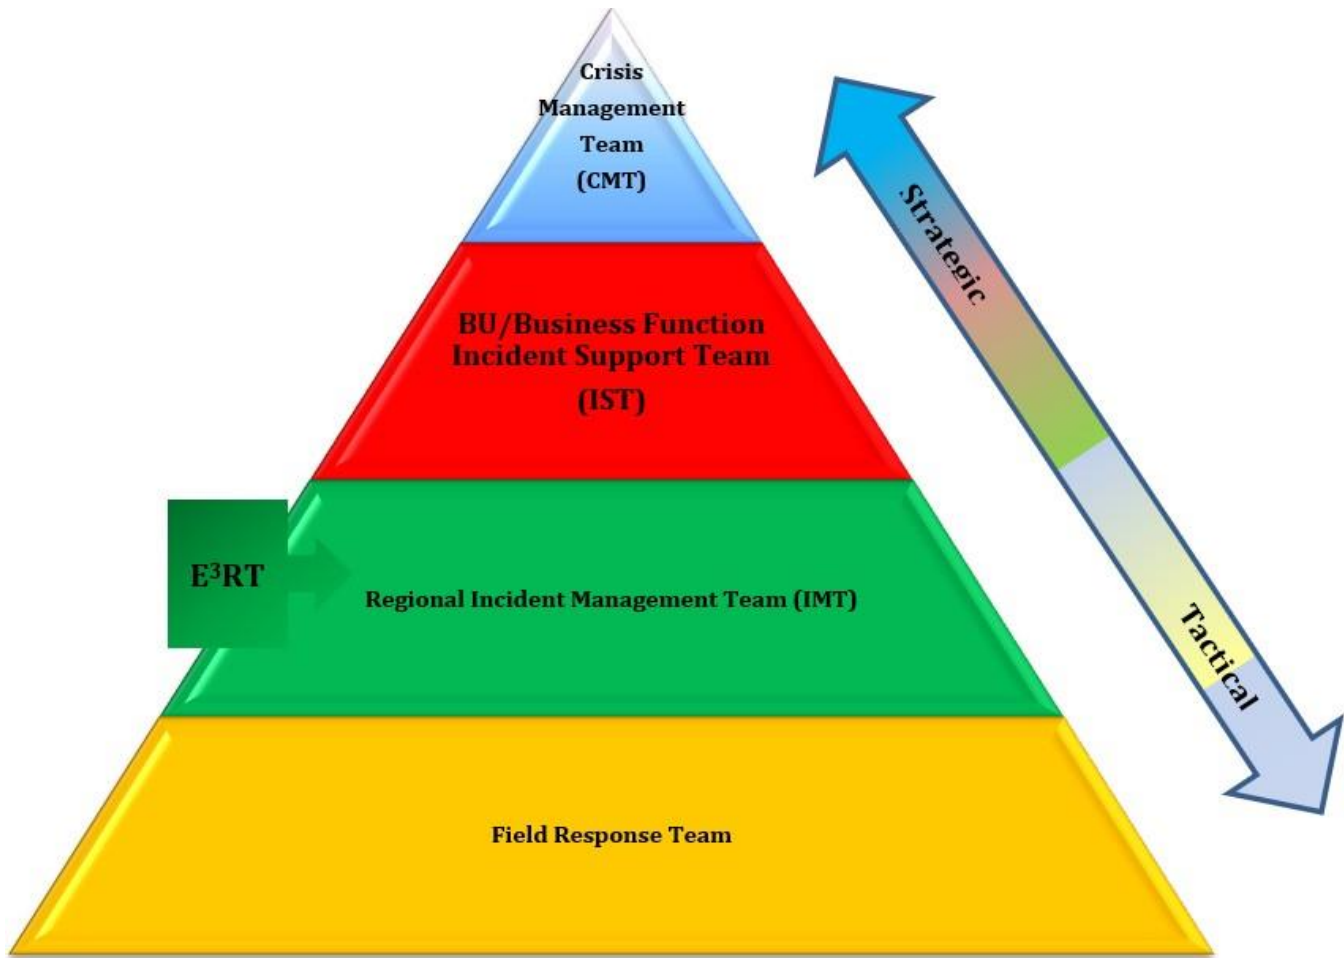 Crisis
Management
Team
(CMT)
Strategic
BU/Business Function
Incident Support Team
(IST)
E³RT
Regional Incident Management Team (IMT)
Tactical
Field Response Team